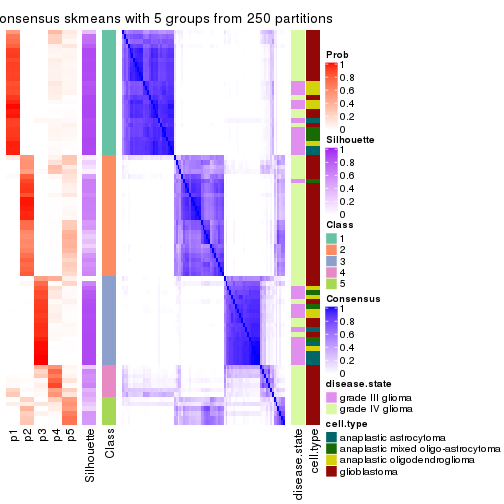 onsensus skmeans with 5 groups from 250 partitions
Prob
1
0.8
0.6
0.4
0.2
0
Silhouette
1
0.8
0.6
0.4
0.2
0
Class
1
2
3
4
5
Consensus
1
0.8
0.6
0.4
0.2
0
disease.state
grade III glioma
grade IV glioma
cell.type
anaplastic astrocytoma
anaplastic mixed oligo-astrocytoma
anaplastic oligodendroglioma
glioblastoma
p1
p2
p3
p4
p5
Silhouette
Class
disease.state
cell.type